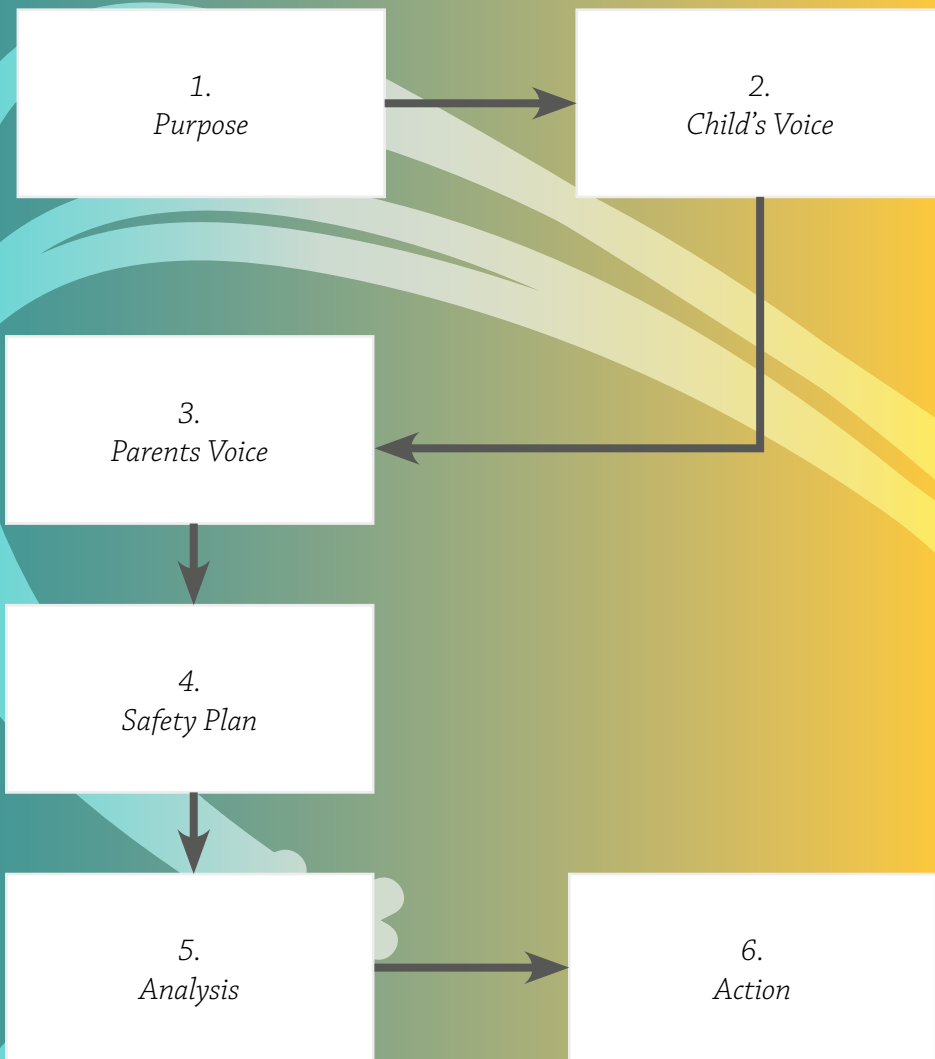 1.
Purpose
2.
Child's Voice
3.
Parents Voice
4.
Safety Plan
5.
Analysis
6.
Action